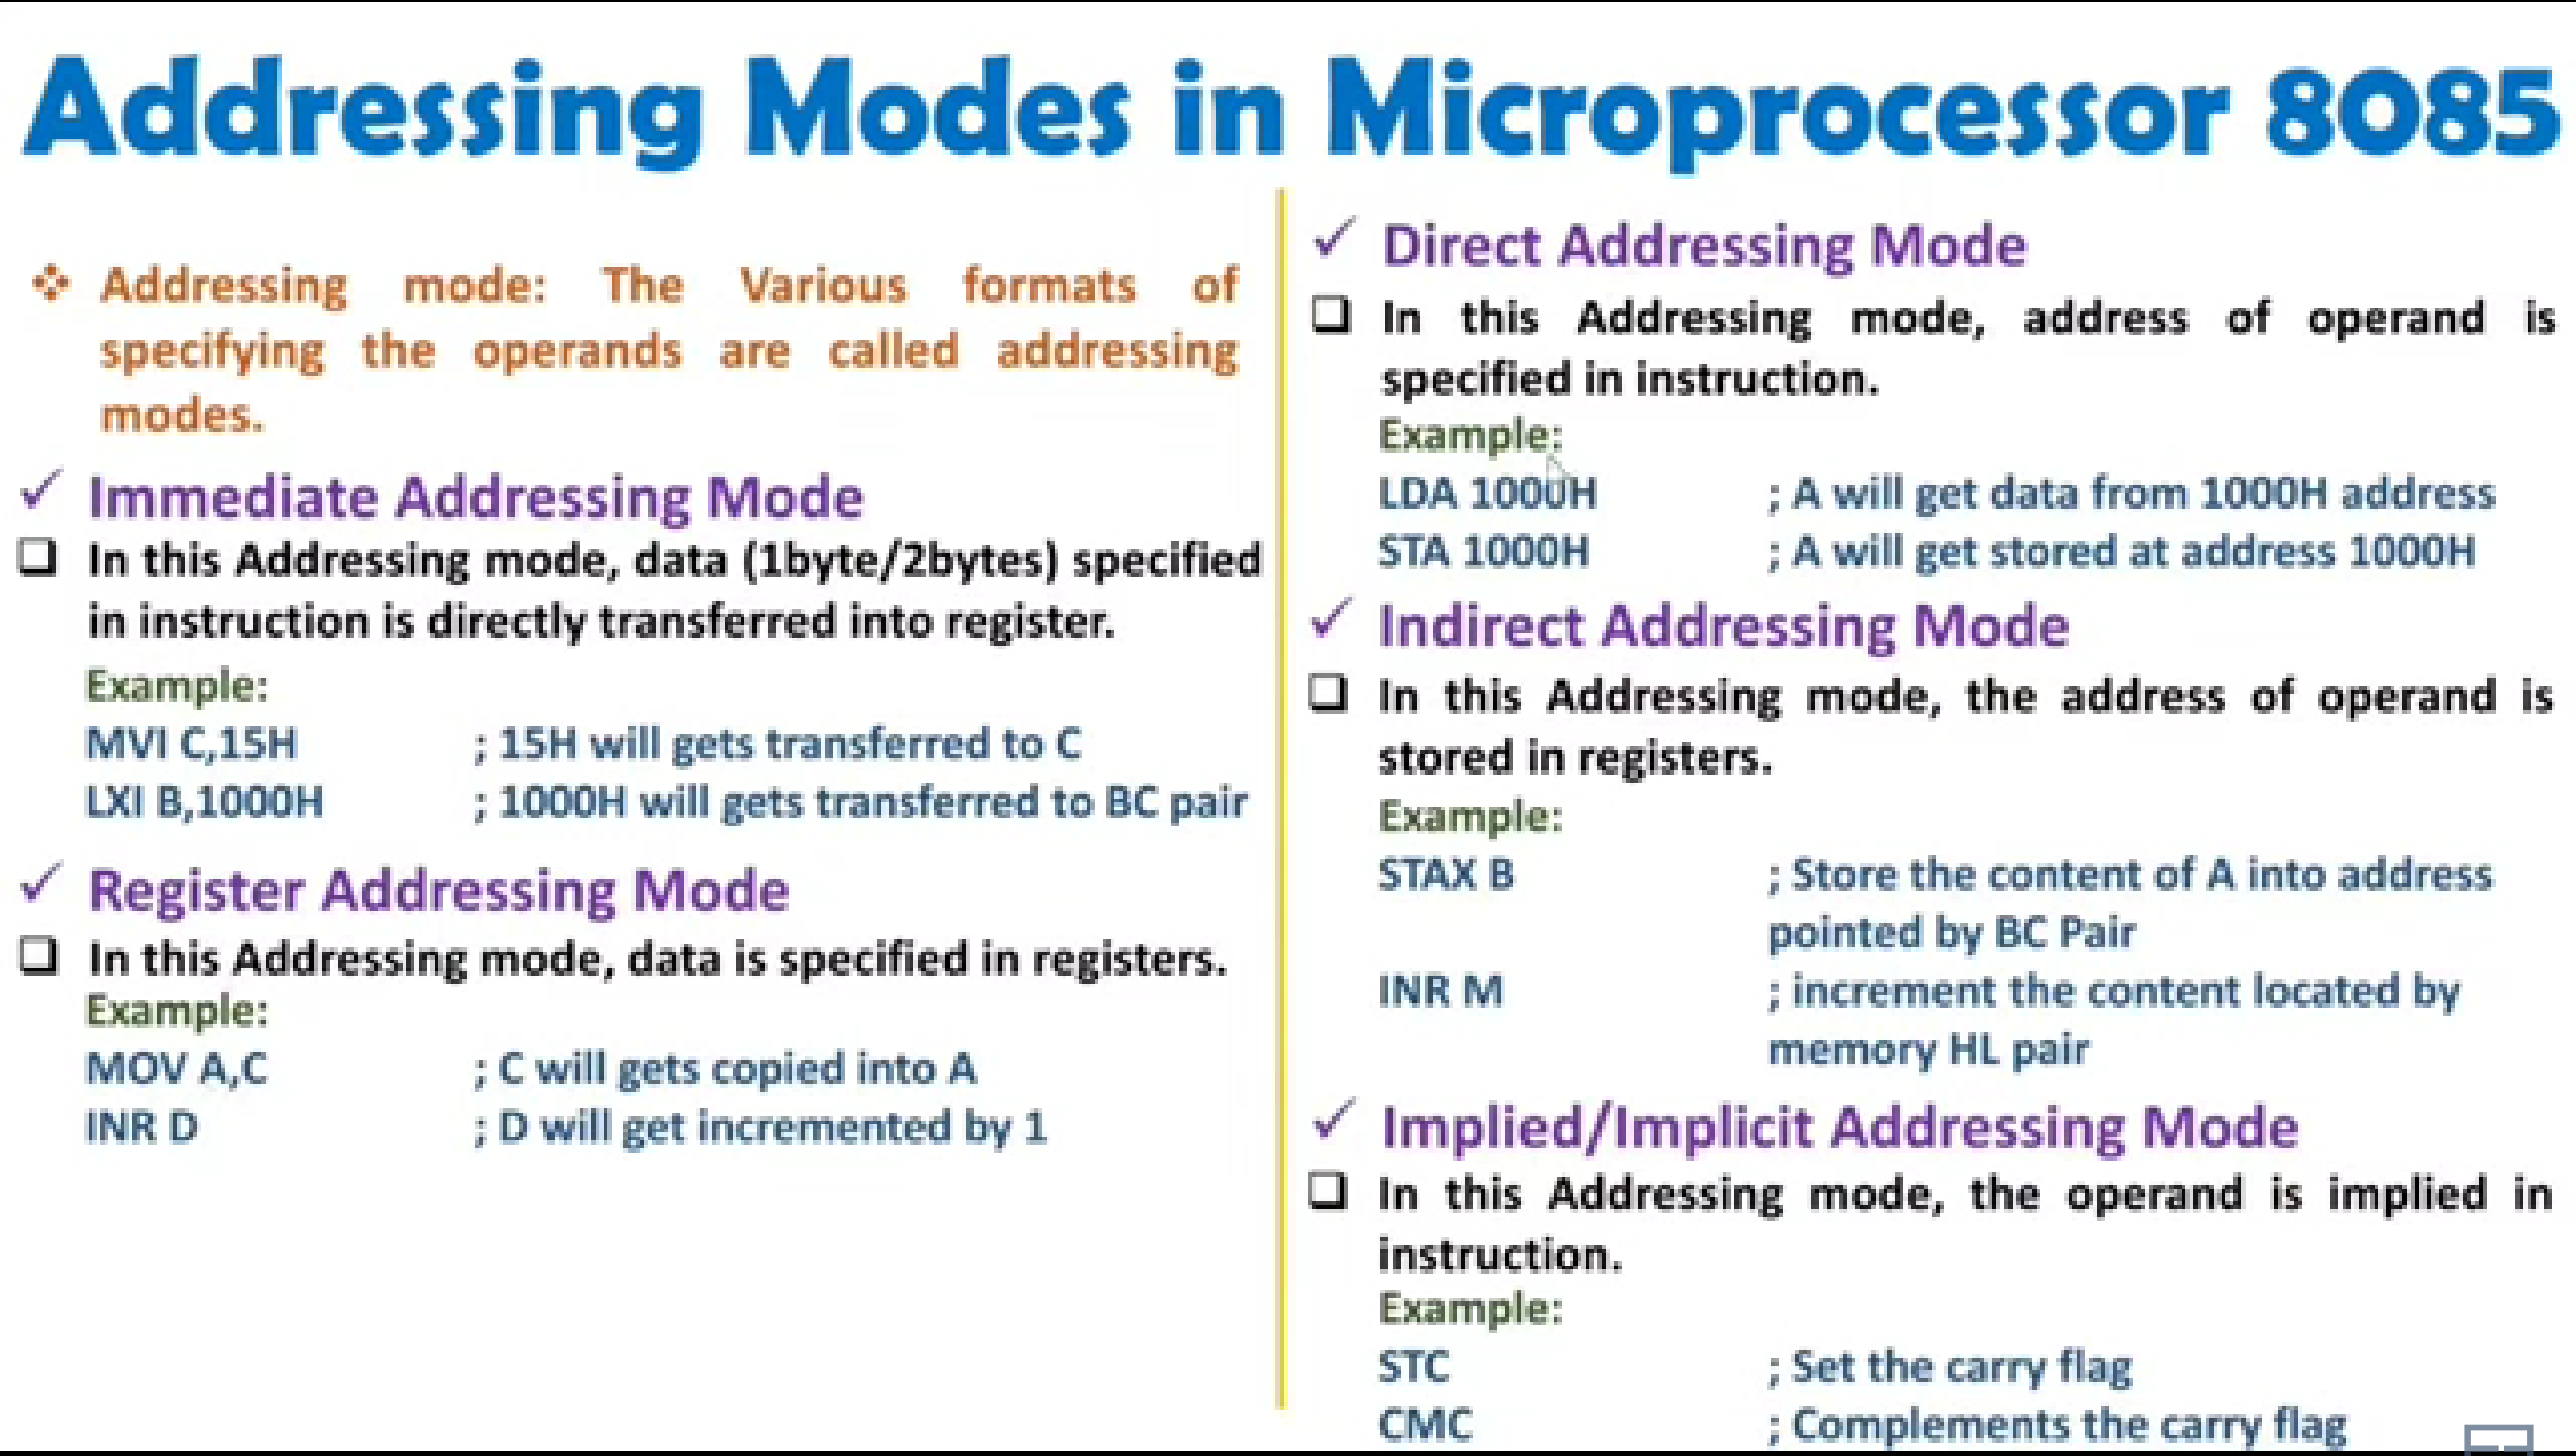 Addressing Modes in Microprocessor 8085
Addressing mode: The Various formats of
specifying the operands are called addressing
modes.
Immediate Addressing Mode
In this Addressing mode, data (1byte/2bytes) specified
in instruction is directly transferred into register.
Example:
MVI C,15H ; 15H will gets transferred to C
LXI B,1000H ; 1000H will gets transferred to BC pair
Register Addressing Mode
In this Addressing mode, data is specified in registers.
Example:
MOV A,C ; C will gets copied into A
INR D ; D will get incremented by 1
Direct Addressing Mode
In this Addressing mode, address of operand is
specified in instruction.
Example:
LDA 1000H ; A will get data from 1000H address
STA 1000H ; A will get stored at address 1000H
Indirect Addressing Mode
In this Addressing mode, the address of operand is
stored in registers.
Example:
STAX B ; Store the content of A into address
pointed by BC Pair
INR M ; increment the content located by
memory HL pair
Implied/Implicit Addressing Mode
In this Addressing mode, the operand is implied in
instruction.
Example:
STC ; Set the carry flag
CMC ; Complements the carry flag